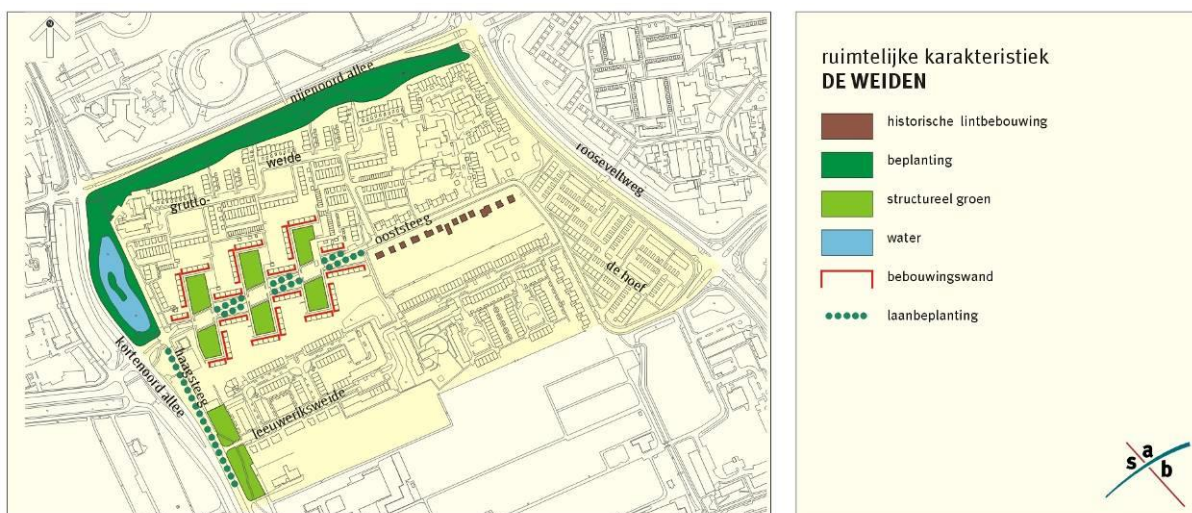 N
nijenoord allee
weide
grutto-
rooseveltweg
ooststeeg
de hoef
haagsteeg
kortenoord allee
leeuweriksweide
ruimtelijke karakteristiek
DE WEIDEN
historische lintbebouwing
beplanting
structureel groen
water
bebouwingswand
laanbeplanting
s a b